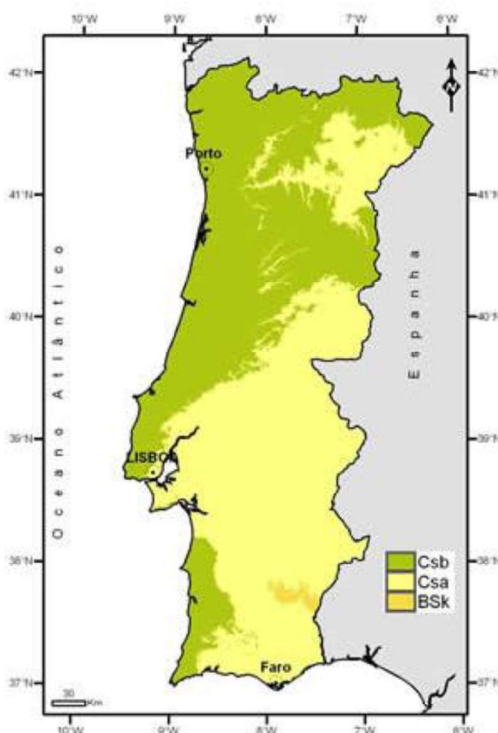 10°W 9°W 8°W 7°W 6°W
42°N 42°N
Porto
41°N 41°N
Oceano Atlântico
Espanha
40°N 40°N
39°N 39°N
LISBOA
38°N 38°N
Csb
Csa
BSk
Faro
37°N 37°N
30
Km
10°W 9°W 8°W 7°W 6°W
N